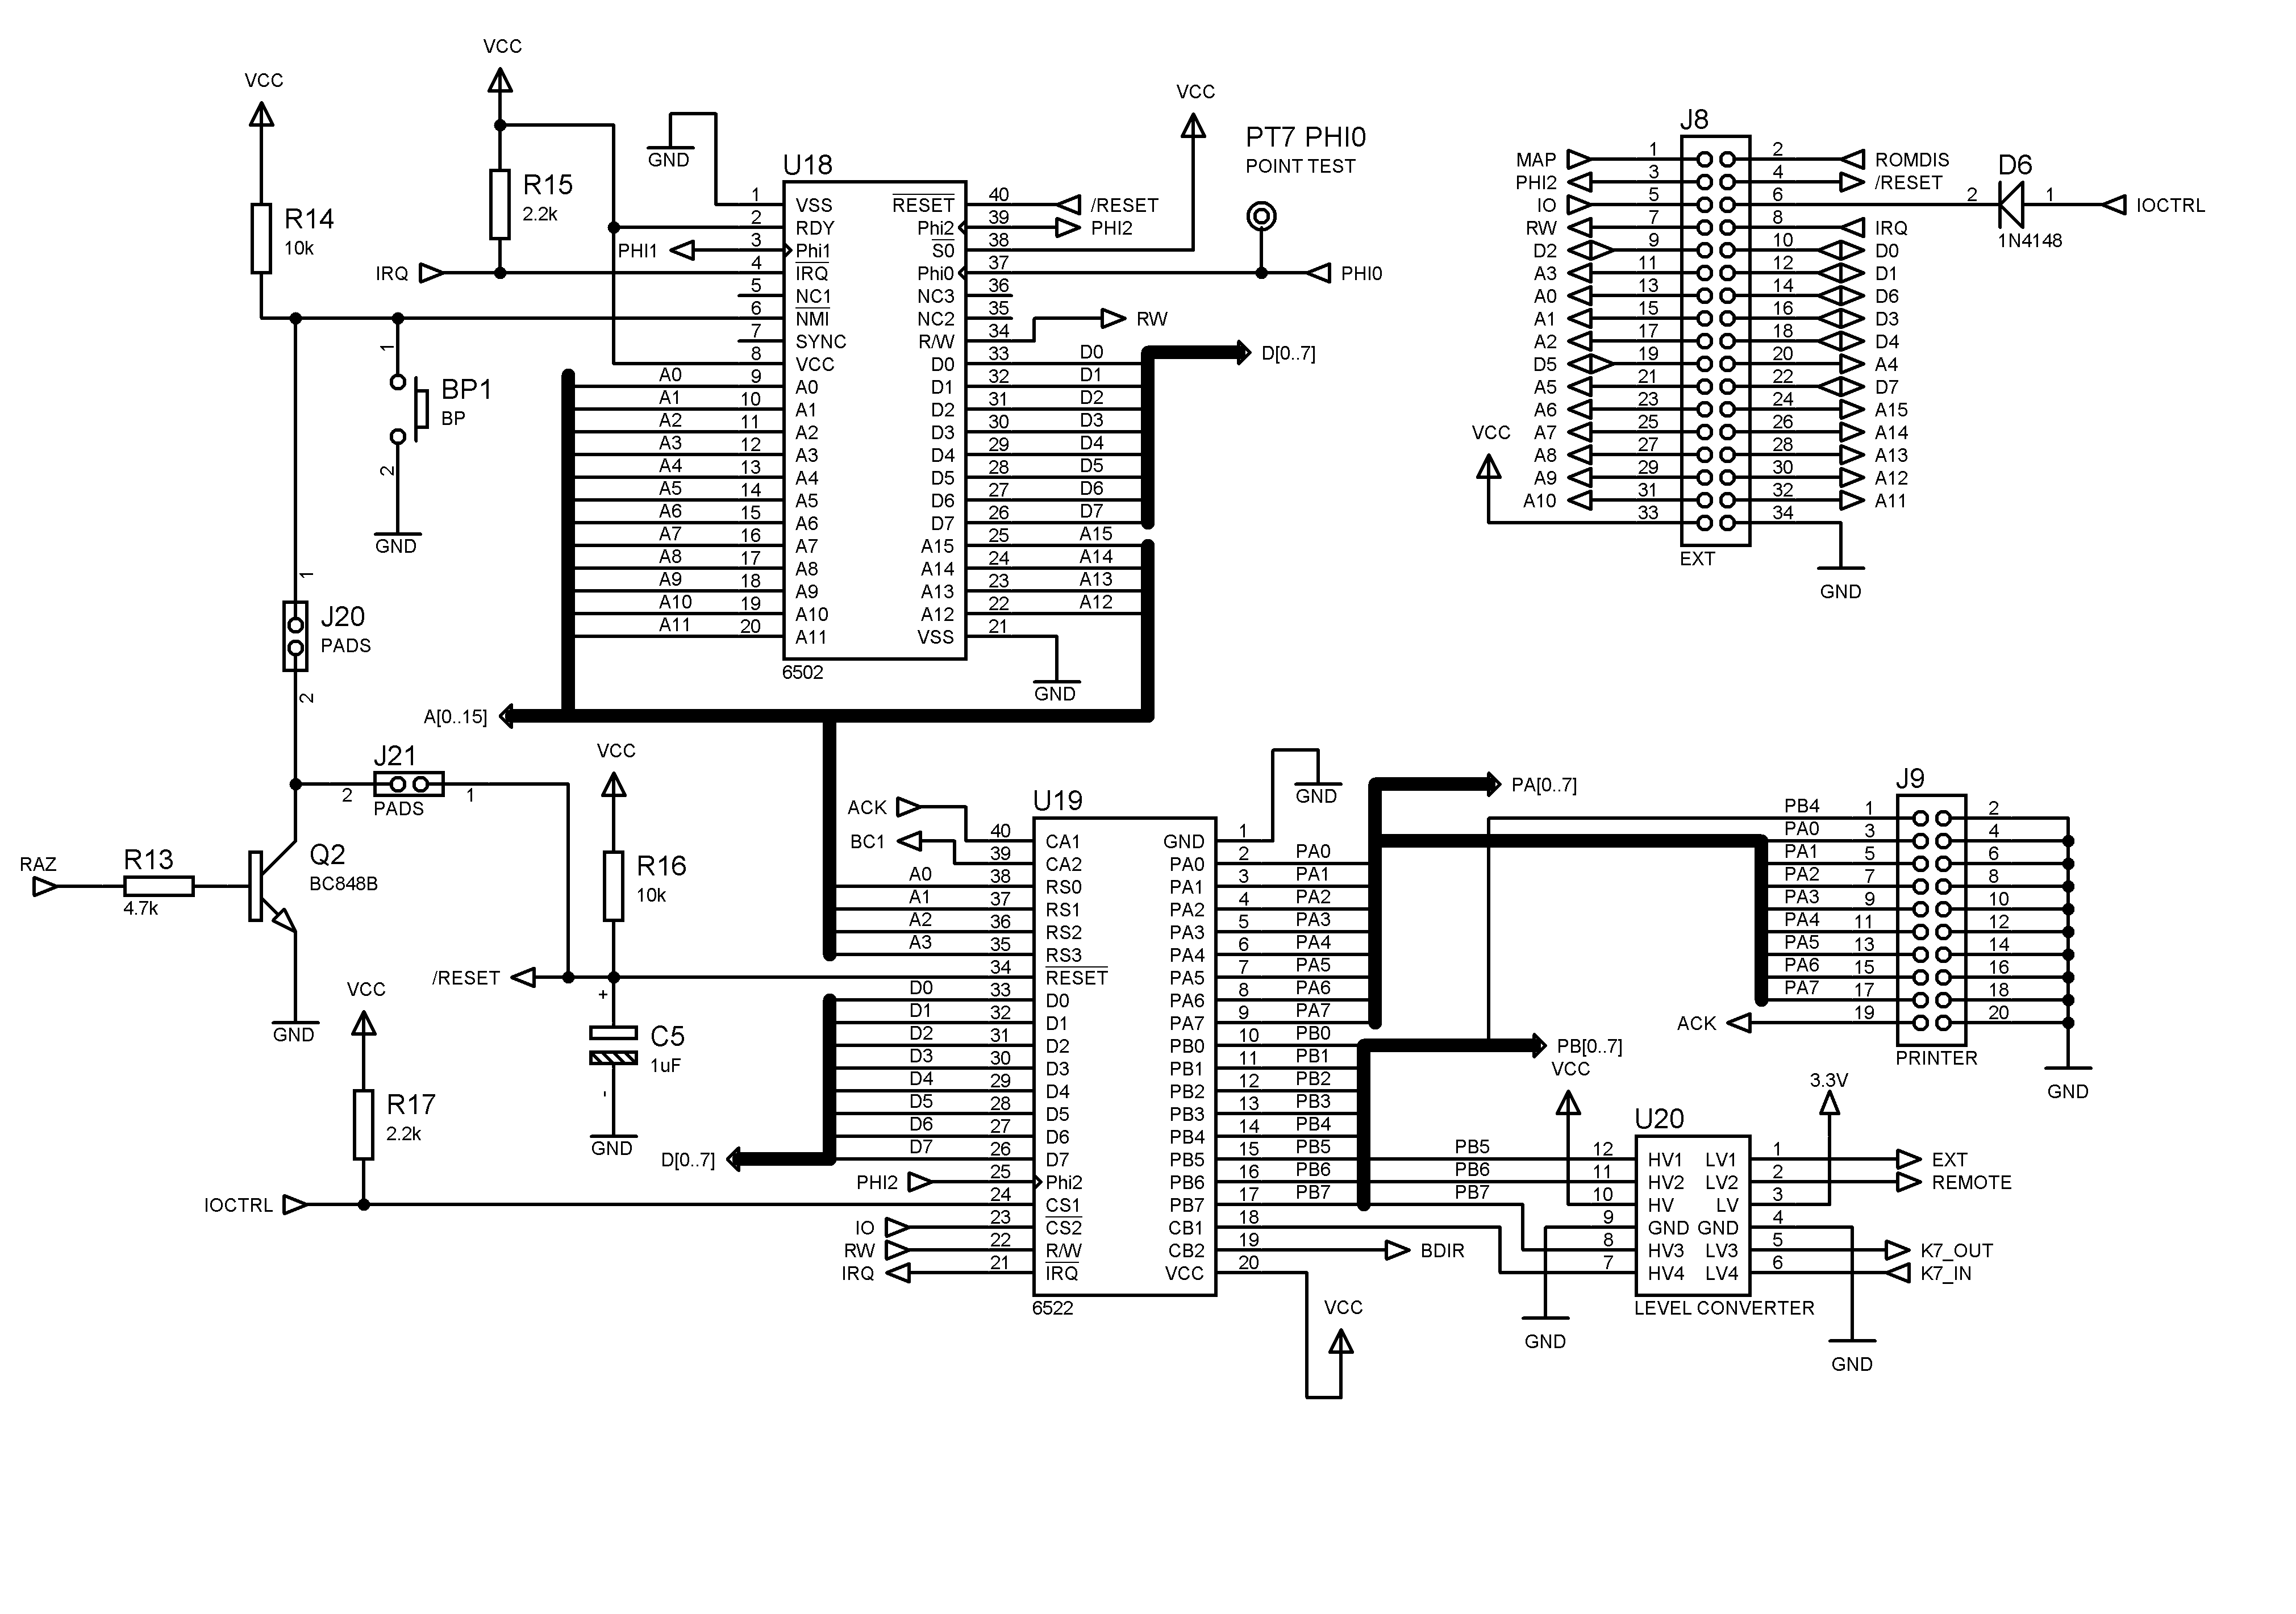 VCC
R14
10k
VCC
R15
2.2k
IRQ
PHI1
GND
U18
1 VSS RESET 40 /RESET
2 RDY Phi2 39 PHI2
3 Phi1 S0 38
4 IRQ Phi0 37 PHI0
5 NC1 NC3 36
6 NMI NC2 35
7 SYNC R/W 34 RW
8 VCC D0 33 D0
A0 9 A0 D1 32 D1
A1 10 A1 D2 31 D2
A2 11 A2 D3 30 D3
A3 12 A3 D4 29 D4
A4 13 A4 D5 28 D5
A5 14 A5 D6 27 D6
A6 15 A6 D7 26 D7
A7 16 A7 A15 25 A15
A8 17 A8 A14 24 A14
A9 18 A9 A13 23 A13
A10 19 A10 A12 22 A12
A11 20 A11 VSS 21
6502
GND
VCC
PT7 PHI0
POINT TEST
D[0..7]
A[0..15]
1
BP1
BP
2
GND
1
J20
PADS
2
J21
2 PADS 1
RAZ
R13
4.7k
Q2
BC848B
GND
VCC
R16
10k
/RESET
+
C5
1uF
-
GND
VCC
R17
2.2k
IOCTRL
J8
MAP 1 2 ROMDIS
PHI2 3 4 /RESET
IO 5 6
RW 7 8 IRQ
D2 9 10 D0
A3 11 12 D1
A0 13 14 D6
A1 15 16 D3
A2 17 18 D4
D5 19 20 A4
A5 21 22 D7
A6 23 24 A15
A7 25 26 A14
A8 27 28 A13
A9 29 30 A12
A10 31 32 A11
33 34
EXT
VCC
GND
D6
2 1 IOCTRL
1N4148
U19
GND
ACK 40 CA1 GND 1
BC1 39 CA2 PA0 2 PA0
A0 38 RS0 PA1 3 PA1
A1 37 RS1 PA2 4 PA2
A2 36 RS2 PA3 5 PA3
A3 35 RS3 PA4 6 PA4
34 RESET PA5 7 PA5
D0 33 D0 PA6 8 PA6
D1 32 D1 PA7 9 PA7
D2 31 D2 PB0 10 PB0
D3 30 D3 PB1 11 PB1
D4 29 D4 PB2 12 PB2
D5 28 D5 PB3 13 PB3
D6 27 D6 PB4 14 PB4
D7 26 D7 PB5 15 PB5 PB5
PHI2 25 Phi2 PB6 16 PB6 PB6
24 CS1 PB7 17 PB7 PB7
IO 23 CS2 CB1 18
RW 22 R/W CB2 19 BDIR
IRQ 21 IRQ VCC 20
6522
D[0..7]
VCC
PA[0..7]
PB[0..7]
J9
PB4 1 2
PA0 3 4
PA1 5 6
PA2 7 8
PA3 9 10
PA4 11 12
PA5 13 14
PA6 15 16
PA7 17 18
ACK 19 20
PRINTER
GND
VCC
3.3V
U20
12 HV1 LV1 1 EXT
11 HV2 LV2 2 REMOTE
10 HV LV 3
9 GND GND 4
8 HV3 LV3 5 K7_OUT
7 HV4 LV4 6 K7_IN
LEVEL CONVERTER
GND
GND